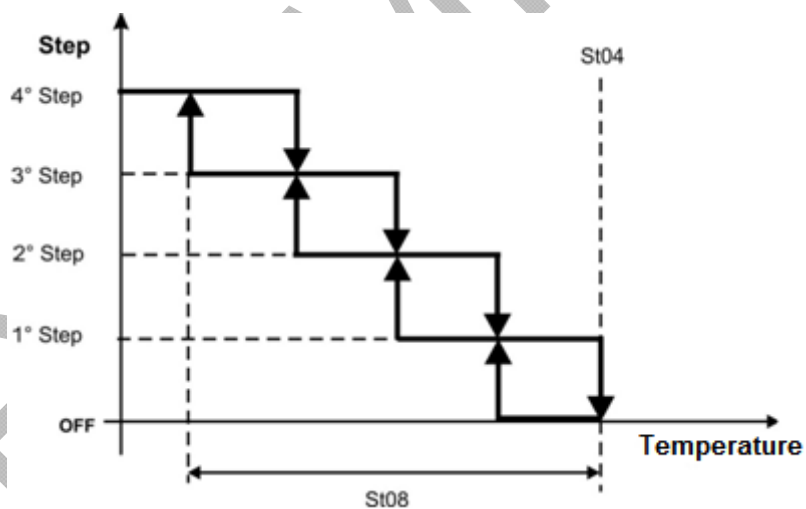 Step
St04
4° Step
3° Step
2° Step
1° Step
OFF
Temperature
St08